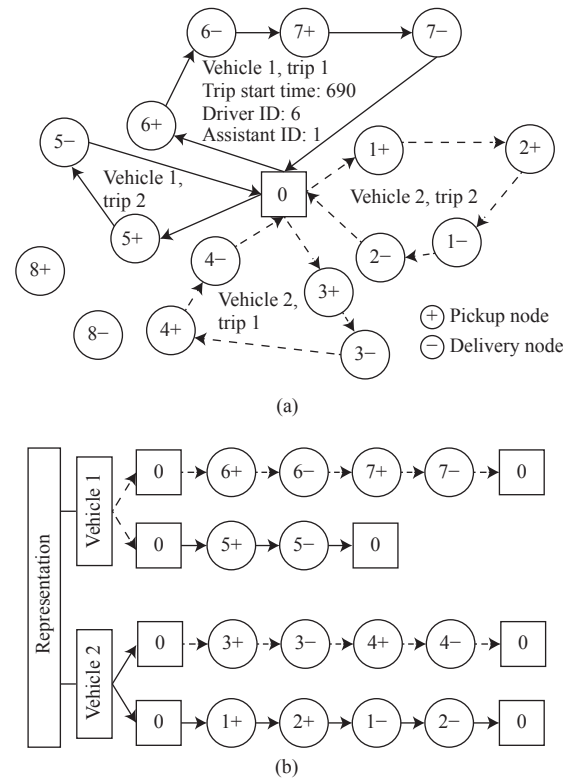 6−
7+
7−
Vehicle 1, trip 1
Trip start time: 690
Driver ID: 6
Assistant ID: 1
6+
5−
1+
2+
Vehicle 1,
trip 2
0
Vehicle 2, trip 2
5+
4−
2−
1−
8+
3+
Vehicle 2,
trip 1
4+
8−
3−
+ Pickup node
− Delivery node
(a)
Representation
Vehicle 1
0 6+ 6− 7+ 7− 0
0 5+ 5− 0
Vehicle 2
0 3+ 3− 4+ 4− 0
0 1+ 2+ 1− 2− 0
(b)